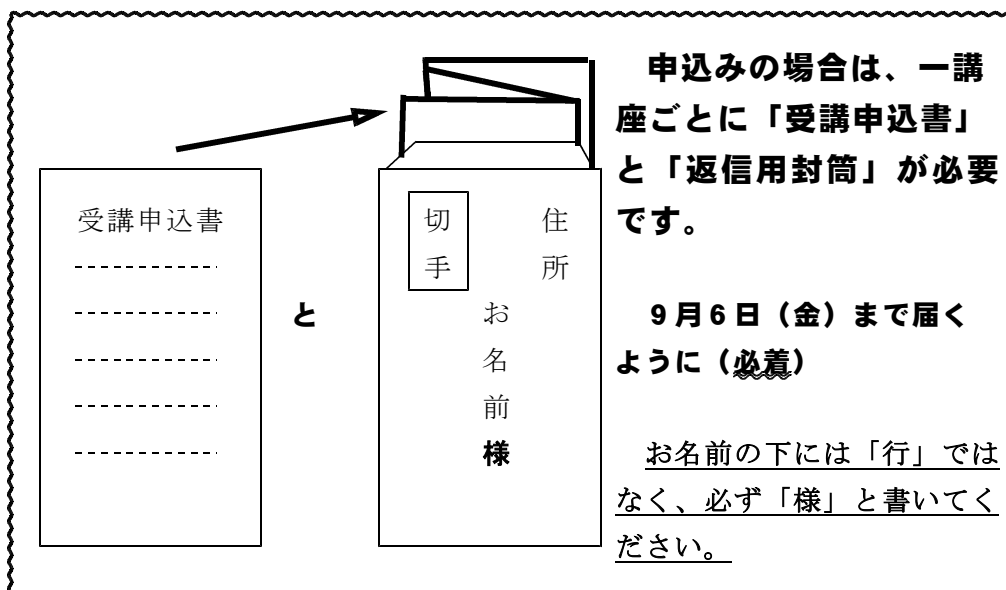 受講申込書
と
切手
住所
お名前様
申込みの場合は、一講
座ごとに「受講申込書」
と「返信用封筒」が必要
です。
9月6日（金）まで届く
ように（必着）
お名前の下には「行」では
なく、必ず「様」と書いてく
ださい。